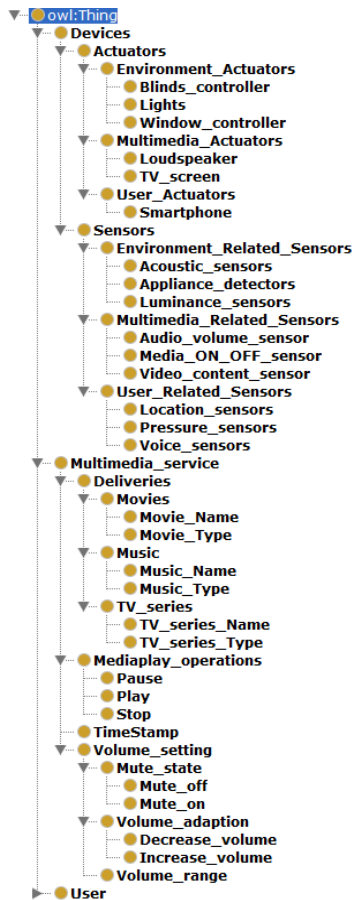 owl:Thing
Devices
Actuators
Environment_Actuators
Blinds_controller
Lights
Window_controller
Multimedia_Actuators
Loudspeaker
TV_screen
User_Actuators
Smartphone
Sensors
Environment_Related_Sensors
Acoustic_sensors
Appliance_detectors
Luminance_sensors
Multimedia_Related_Sensors
Audio_volume_sensor
Media_ON_OFF_sensor
Video_content_sensor
User_Related_Sensors
Location_sensors
Pressure_sensors
Voice_sensors
Multimedia_service
Deliveries
Movies
Movie_Name
Movie_Type
Music
Music_Name
Music_Type
TV_series
TV_series_Name
TV_series_Type
Mediaplay_operations
Pause
Play
Stop
TimeStamp
Volume_setting
Mute_state
Mute_off
Mute_on
Volume_adaption
Decrease_volume
Increase_volume
Volume_range
User